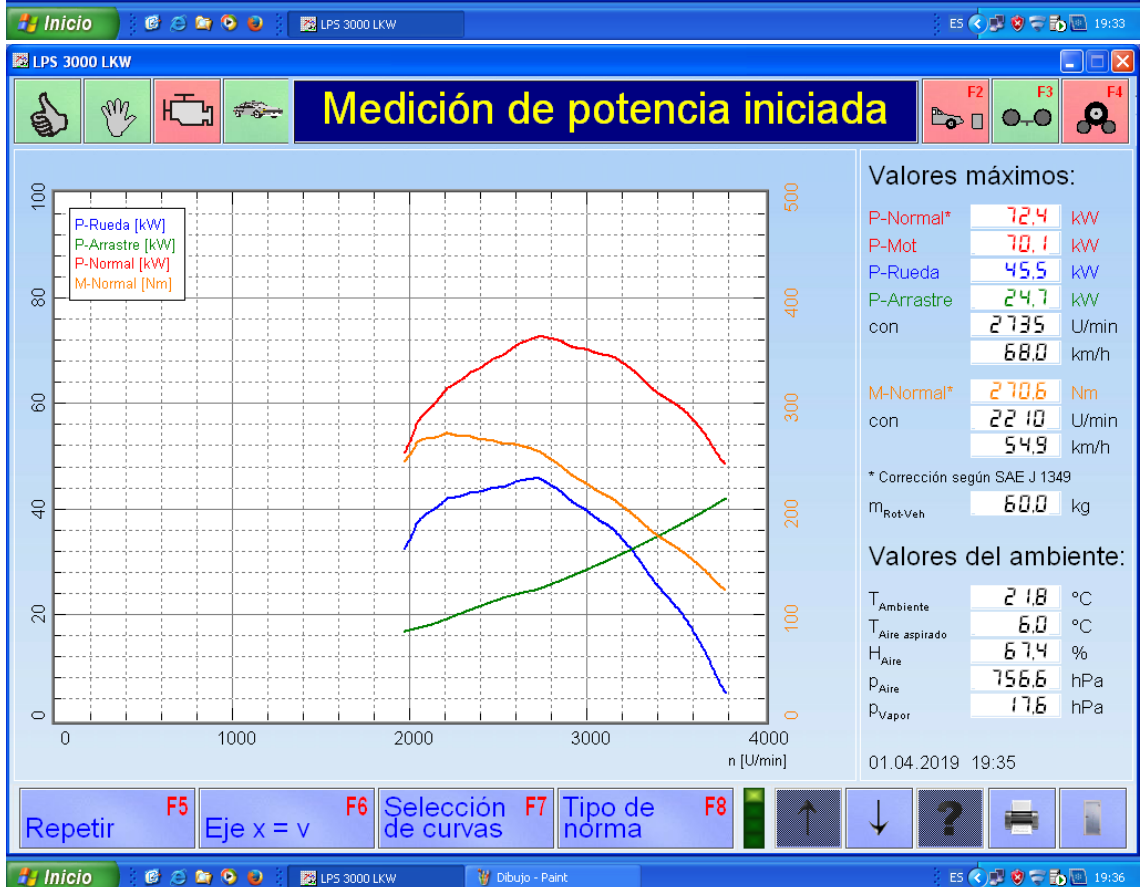 Inicio
LPS 3000 LKW
ES
19:33
LPS 3000 LKW
Medición de potencia iniciada
F2
F3
F4
100
80
60
40
20
0
P-Rueda [kW]
P-Arrastre [kW]
P-Normal [kW]
M-Normal [Nm]
500
400
300
200
100
0
0
1000
2000
3000
4000
n [U/min]
Valores máximos:
P-Normal* 72,4 kW
P-Mot 70,1 kW
P-Rueda 45,5 kW
P-Arrastre 24,7 kW
con 2735 U/min
68.0 km/h
M-Normal* 270.6 Nm
con 2210 U/min
54,9 km/h
* Corrección según SAE J 1349
mRot-Veh 60.0 kg
Valores del ambiente:
TAmbiente 21,8 °C
TAire aspirado 6.0 °C
HAire 67,4 %
pAire 756,6 hPa
pVapor 17,6 hPa
01.04.2019 19:35
Repetir F5
Eje x = v F6
Selección de curvas F7
Tipo de norma F8
?
Inicio
LPS 3000 LKW
Dibujo - Paint
ES
19:36